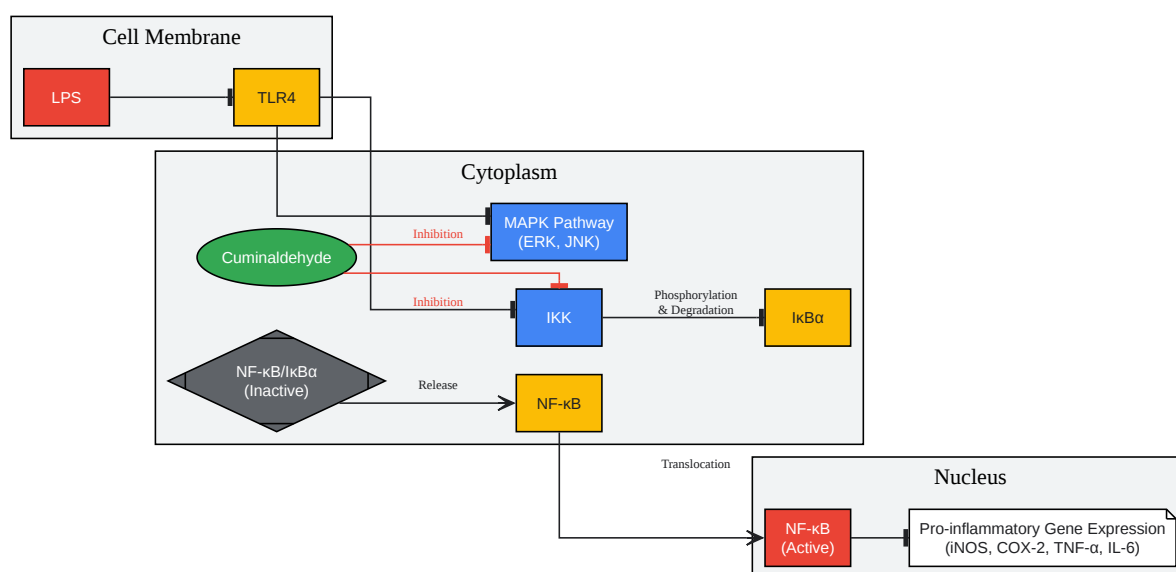 Cell Membrane
LPS
TLR4
Cytoplasm
MAPK Pathway
(ERK, JNK)
Inhibition
Cuminaldehyde
Inhibition
IKK
Phosphorylation
& Degradation
IκBα
NF-κB/IκBα
(Inactive)
Release
NF-κB
Translocation
Nucleus
NF-κB
(Active)
Pro-inflammatory Gene Expression
(iNOS, COX-2, TNF-α, IL-6)